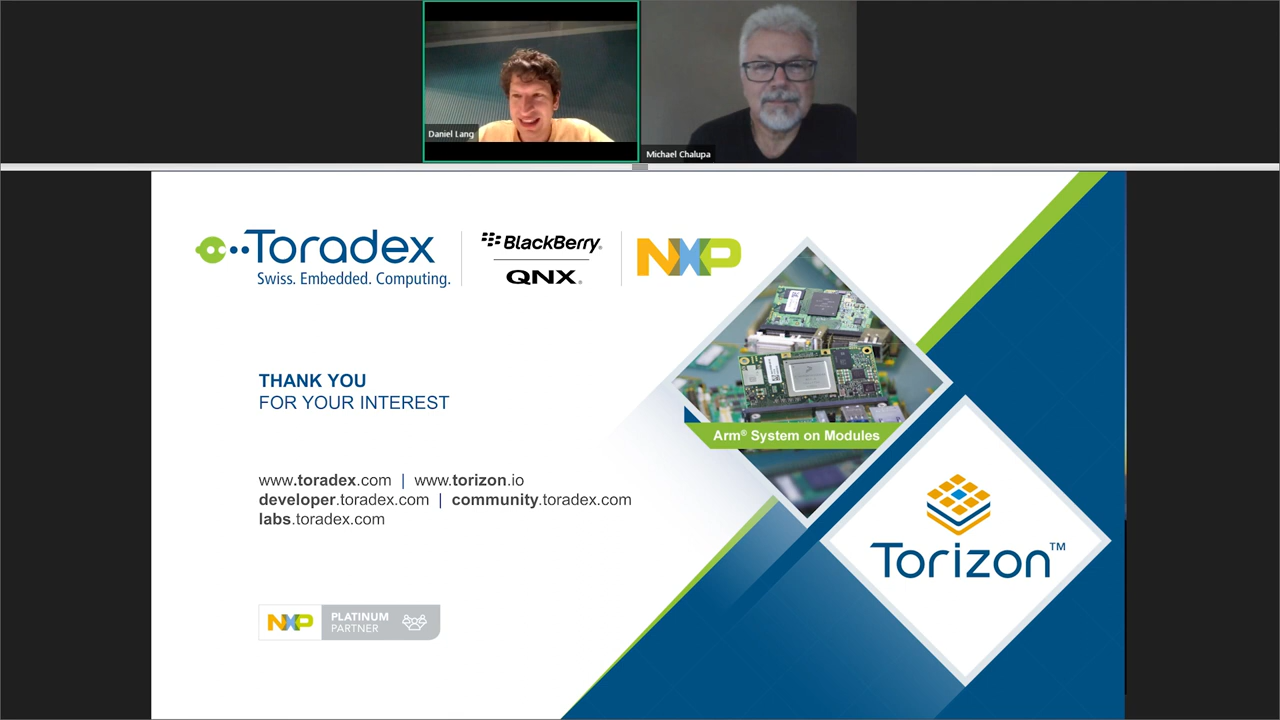 Daniel Lang
Michael Chalupa
Toradex
Swiss. Embedded. Computing.
BlackBerry®
QNX®
NXP
THANK YOU
FOR YOUR INTEREST
Arm® System on Modules
www.toradex.com | www.torizon.io
developer.toradex.com | community.toradex.com
labs.toradex.com
Torizon™
NXP PLATINUM
PARTNER